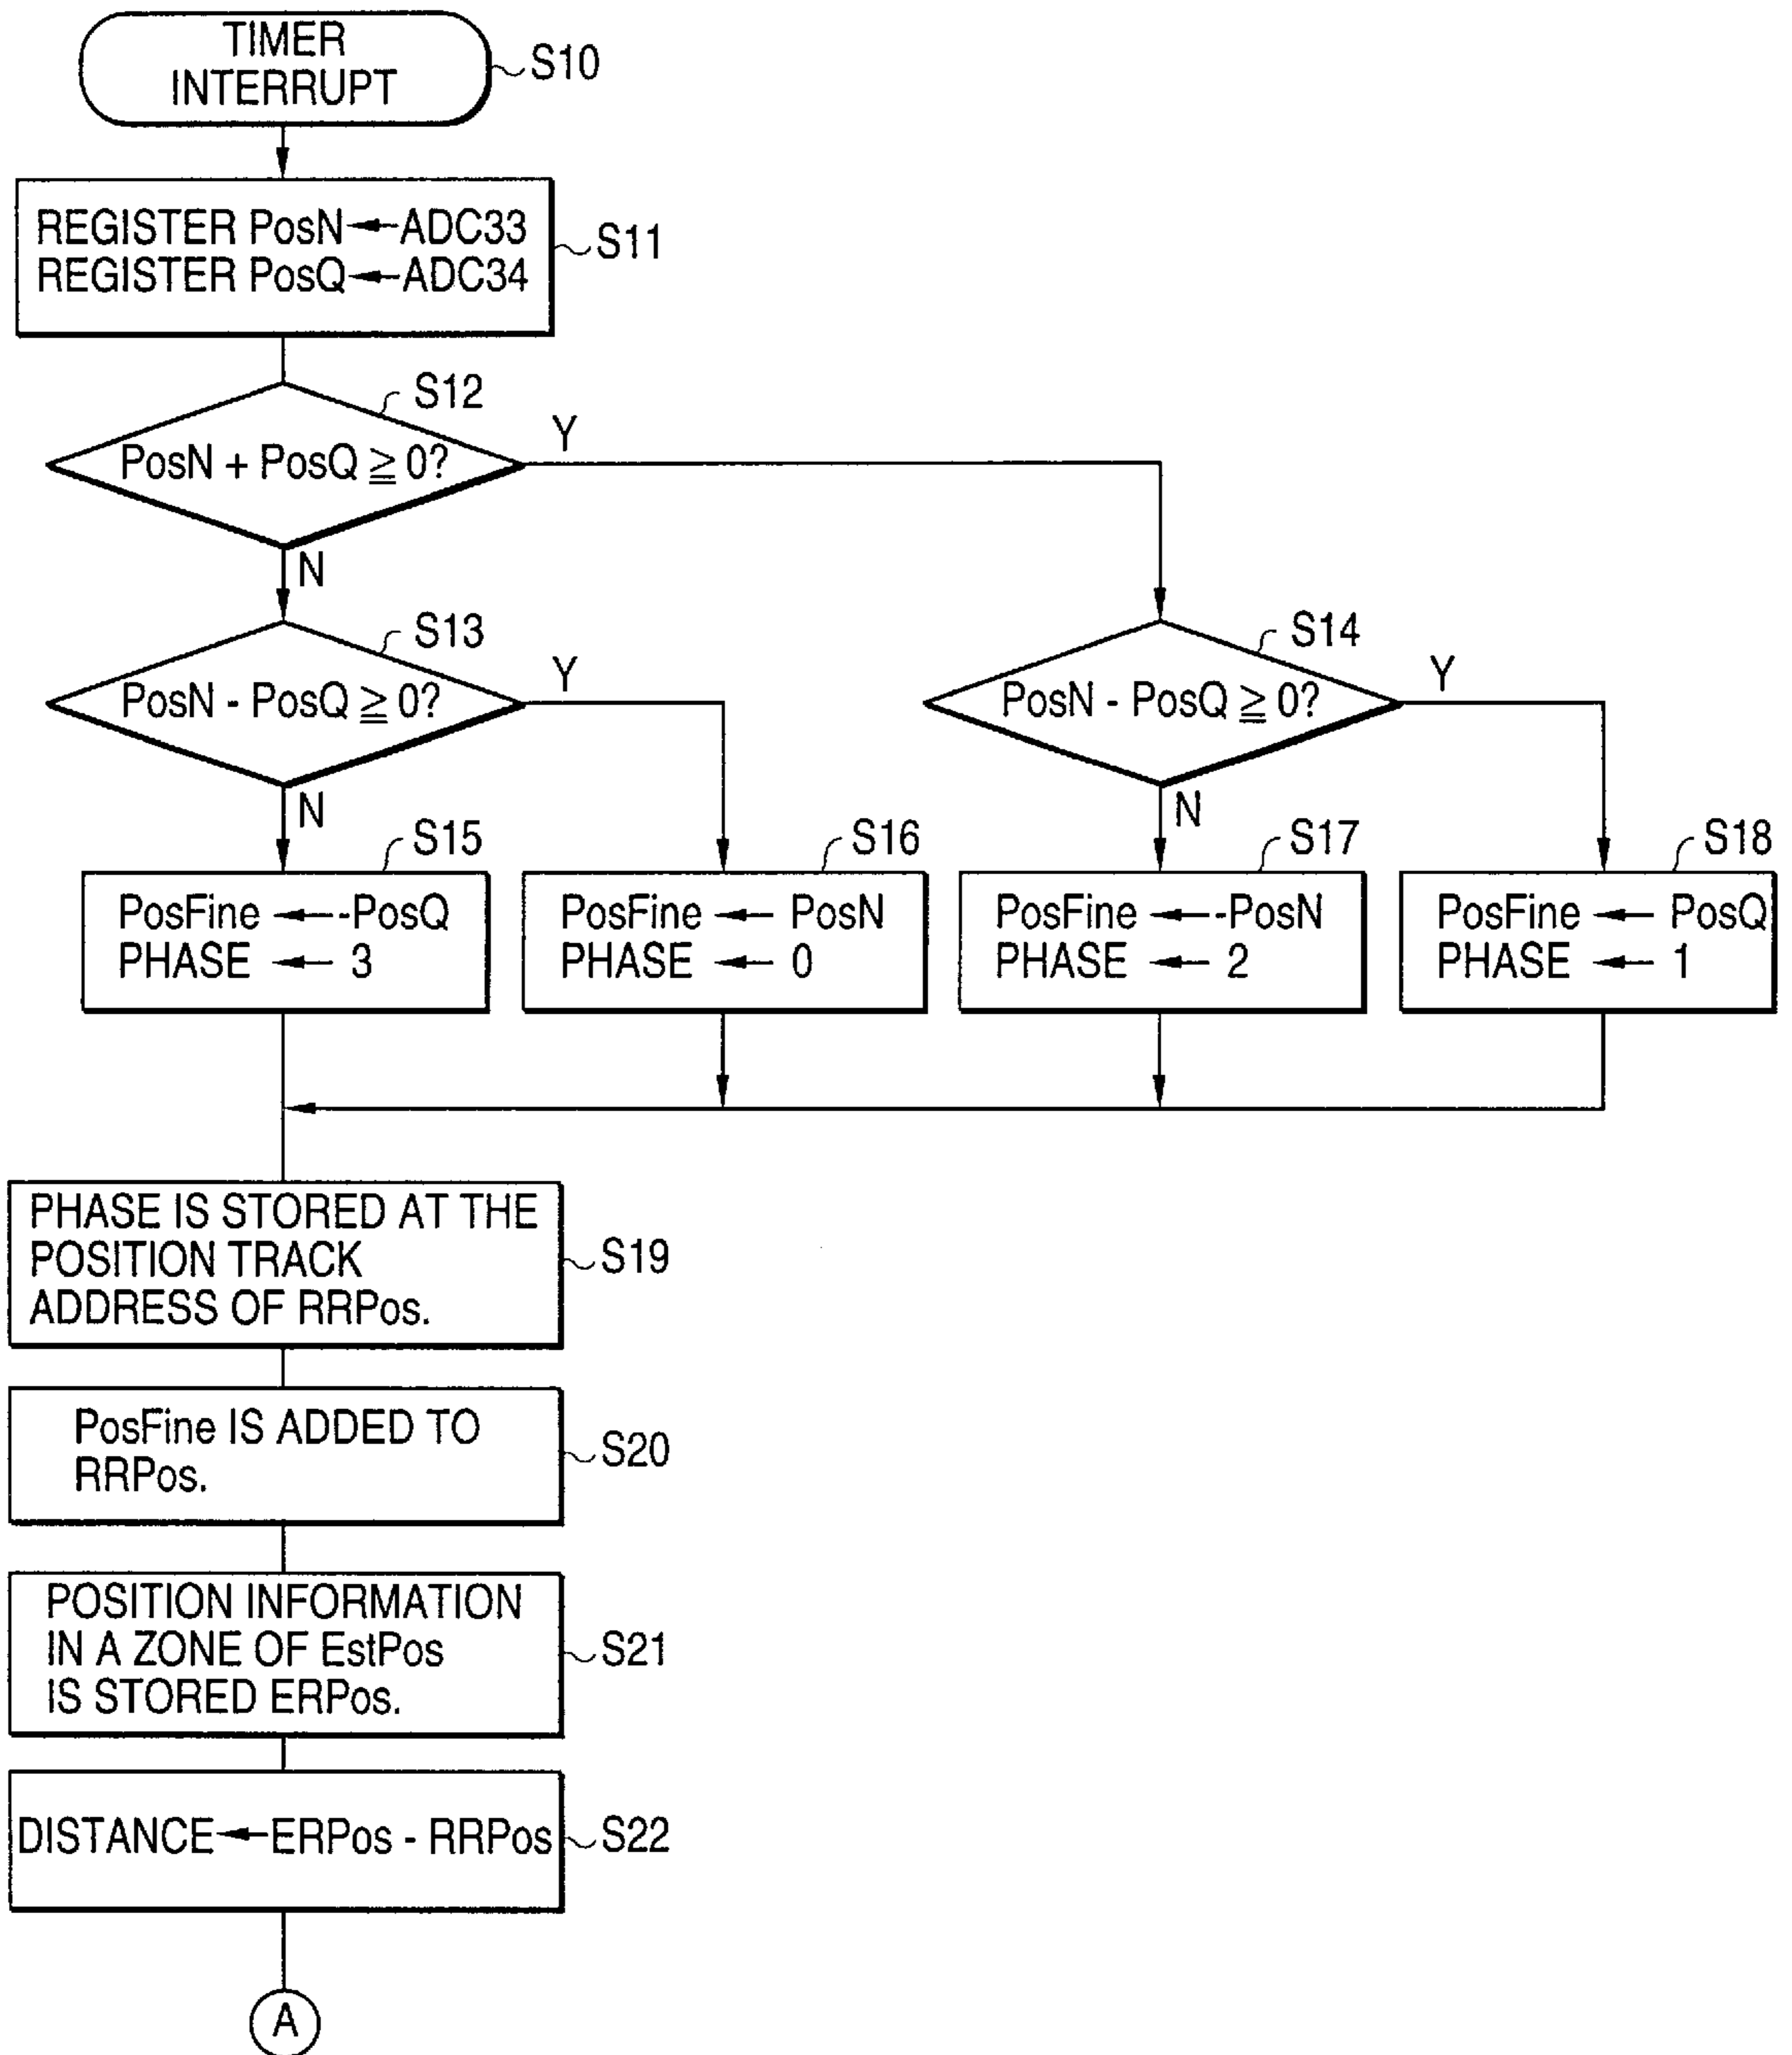 TIMER
INTERRUPT
S10
REGISTER PosN ← ADC33
REGISTER PosQ ← ADC34
S11
S12
PosN + PosQ ≧ 0?
Y
N
S13
PosN - PosQ ≧ 0?
Y
N
S14
PosN - PosQ ≧ 0?
Y
N
S15
PosFine ← -PosQ
PHASE ← 3
S16
PosFine ← PosN
PHASE ← 0
S17
PosFine ← -PosN
PHASE ← 2
S18
PosFine ← PosQ
PHASE ← 1
PHASE IS STORED AT THE
POSITION TRACK
ADDRESS OF RRPos.
S19
PosFine IS ADDED TO
RRPos.
S20
POSITION INFORMATION
IN A ZONE OF EstPos
IS STORED ERPos.
S21
DISTANCE ← ERPos - RRPos
S22
A